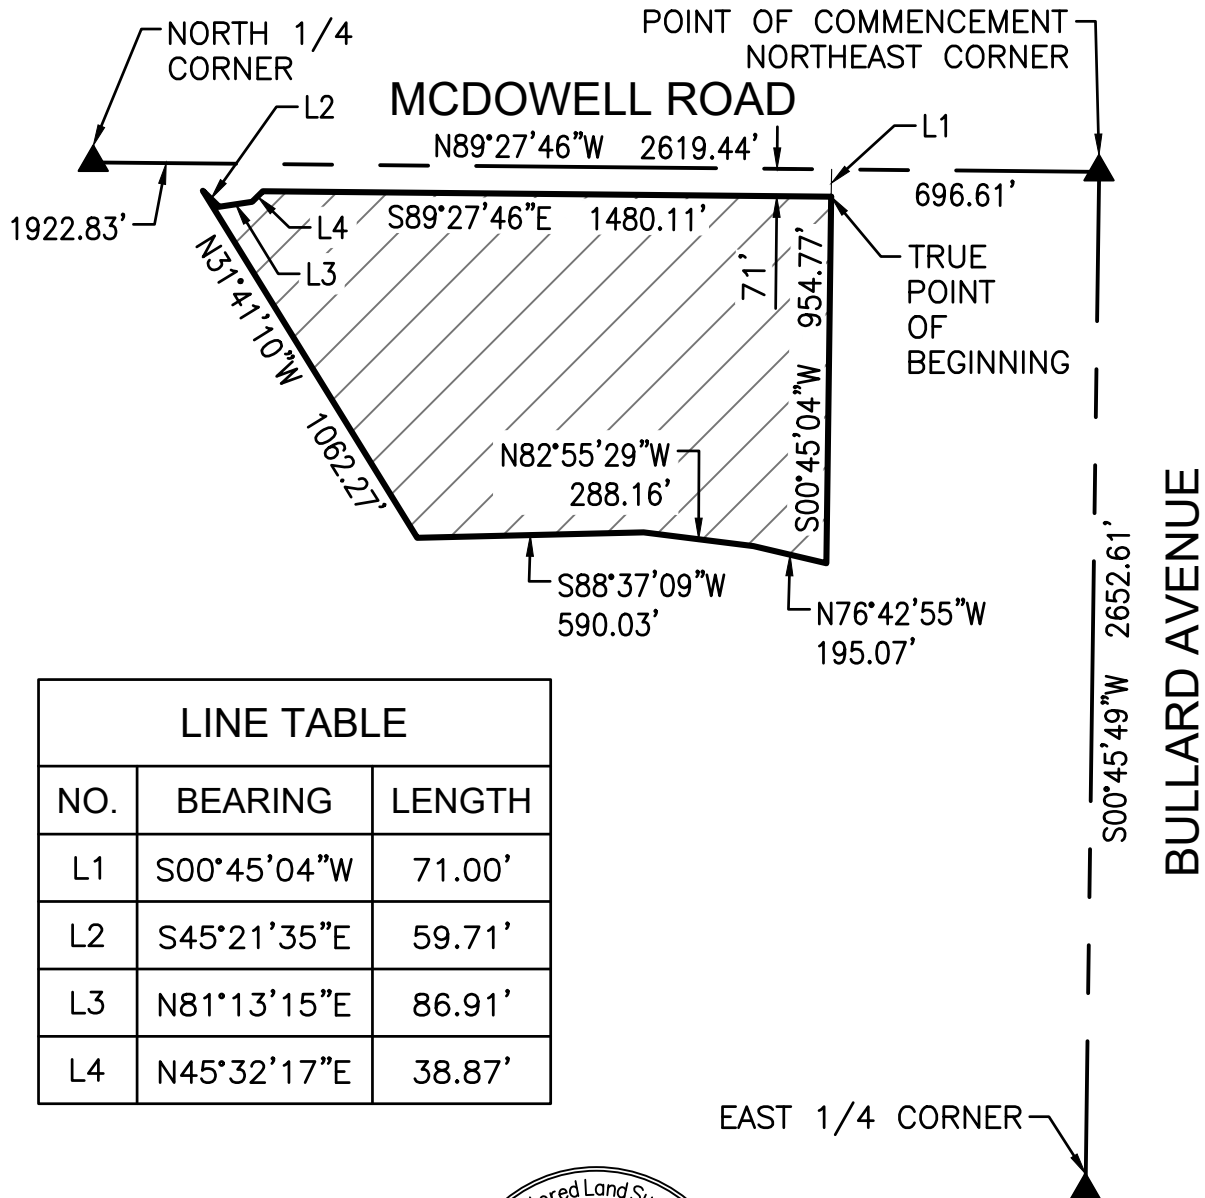 NORTH 1/4
CORNER
POINT OF COMMENCEMENT
NORTHEAST CORNER
L2
MCDOWELL ROAD
L1
N89°27'46"W 2619.44'
696.61'
1922.83'
S89°27'46"E 1480.11'
L4
L3
71'
954.77'
S00°45'04"W
TRUE
POINT
OF
BEGINNING
N31°41'10"W 1062.27'
N82°55'29"W
288.16'
S88°37'09"W
590.03'
N76°42'55"W
195.07'
S00°45'49"W 2652.61'
BULLARD AVENUE
LINE TABLE
NO. BEARING LENGTH
L1 S00°45'04"W 71.00'
L2 S45°21'35"E 59.71'
L3 N81°13'15"E 86.91'
L4 N45°32'17"E 38.87'
EAST 1/4 CORNER
Land